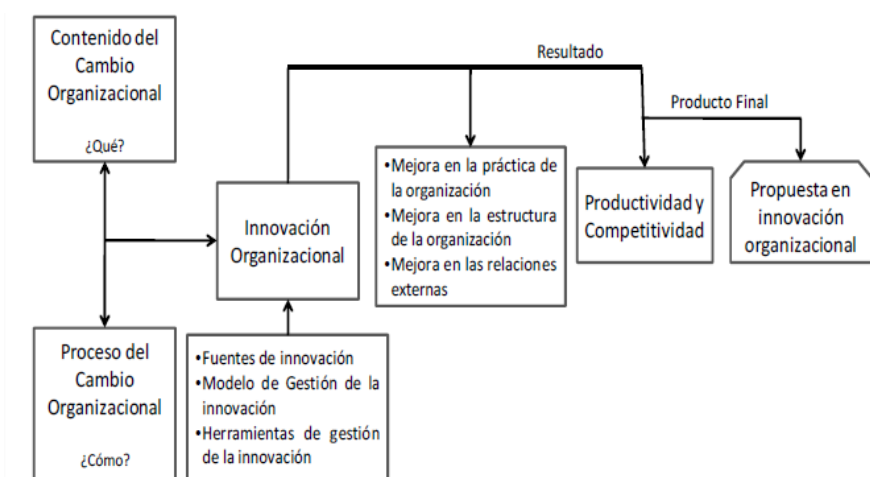 Contenido del
Cambio
Organizacional
¿Qué?
Resultado
Producto Final
•Mejora en la práctica de
la organización
•Mejora en la estructura
de la organización
•Mejora en las relaciones
externas
Productividad y
Competitividad
Propuesta en
innovación
organizacional
Innovación
Organizacional
Proceso del
Cambio
Organizacional
¿Cómo?
•Fuentes de innovación
•Modelo de Gestión de la
innovación
•Herramientas de gestión
de la innovación